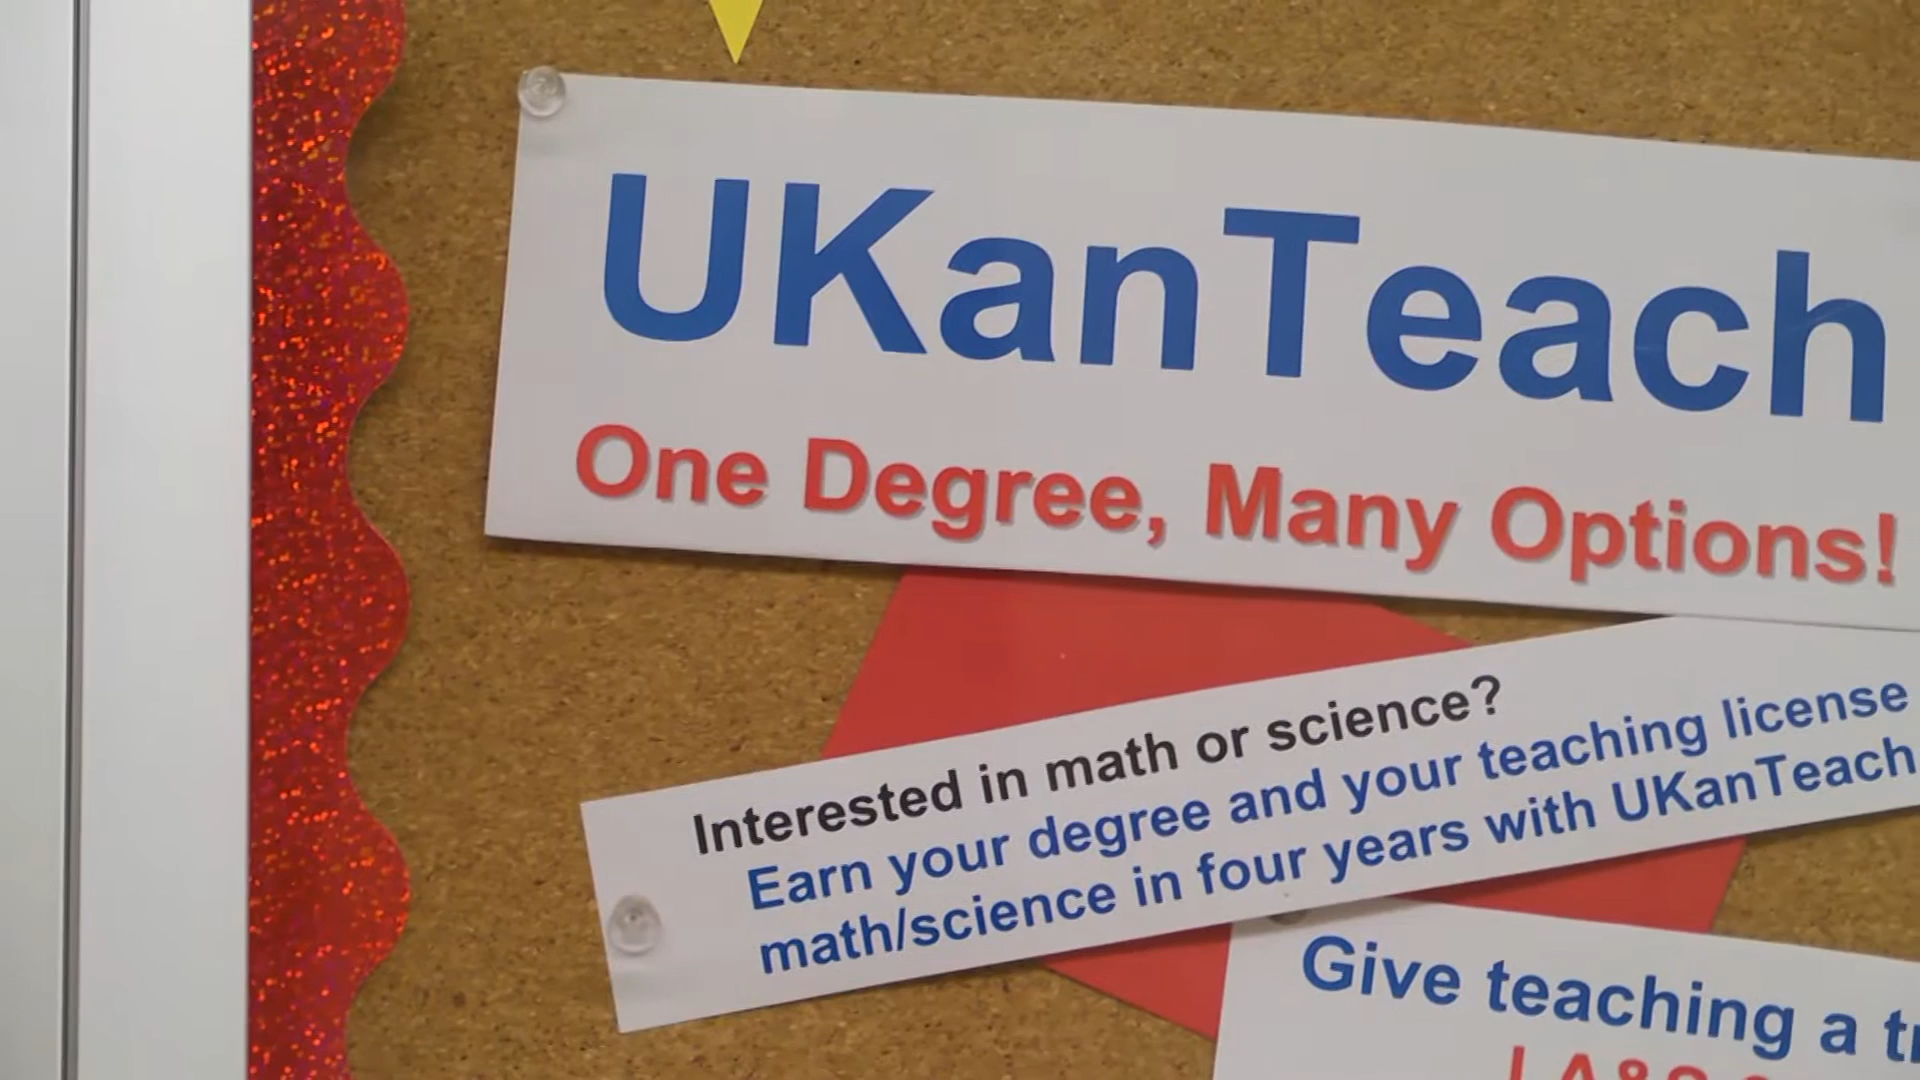 UKanTeach
One Degree, Many Options!
Interested in math or science?
Earn your degree and your teaching license
math/science in four years with UKanTeach
Give teaching a